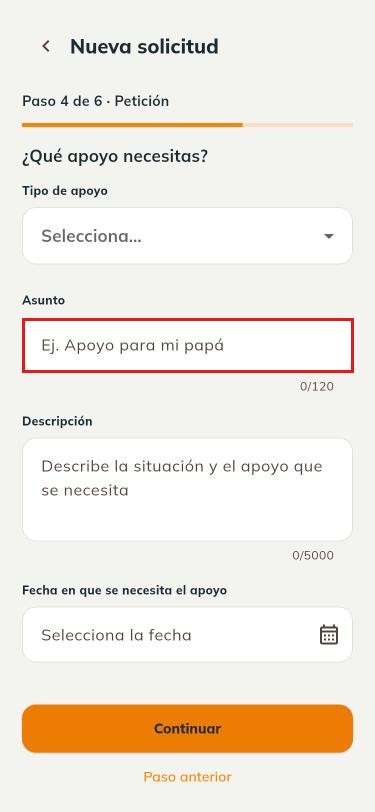 Nueva solicitud
Paso 4 de 6 · Petición
¿Qué apoyo necesitas?
Tipo de apoyo
Selecciona...
Asunto
Ej. Apoyo para mi papá
0/120
Descripción
Describe la situación y el apoyo que
se necesita
0/5000
Fecha en que se necesita el apoyo
Selecciona la fecha
Continuar
Paso anterior